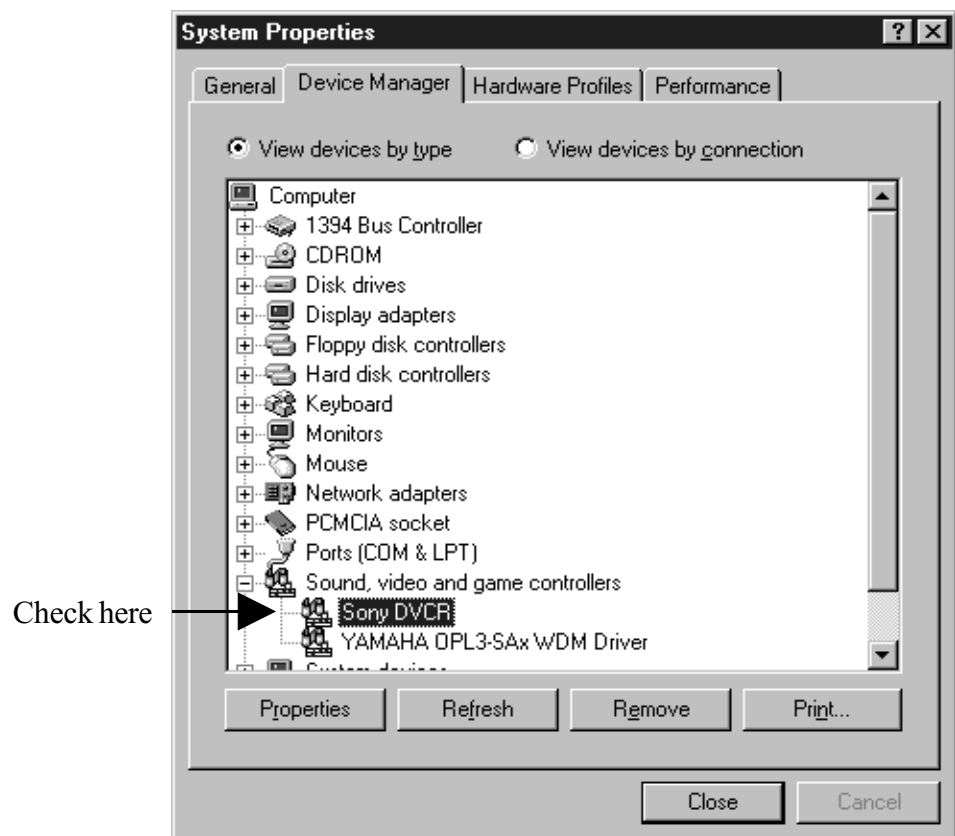 System Properties
General Device Manager Hardware Profiles Performance
View devices by type View devices by connection
Computer
1394 Bus Controller
CDROM
Disk drives
Display adapters
Floppy disk controllers
Hard disk controllers
Keyboard
Monitors
Mouse
Network adapters
PCMCIA socket
Ports (COM & LPT)
Sound, video and game controllers
Check here Sony DVCR
YAMAHA OPL3-SAx WDM Driver
System devices
Properties Refresh Remove Print...
Close Cancel